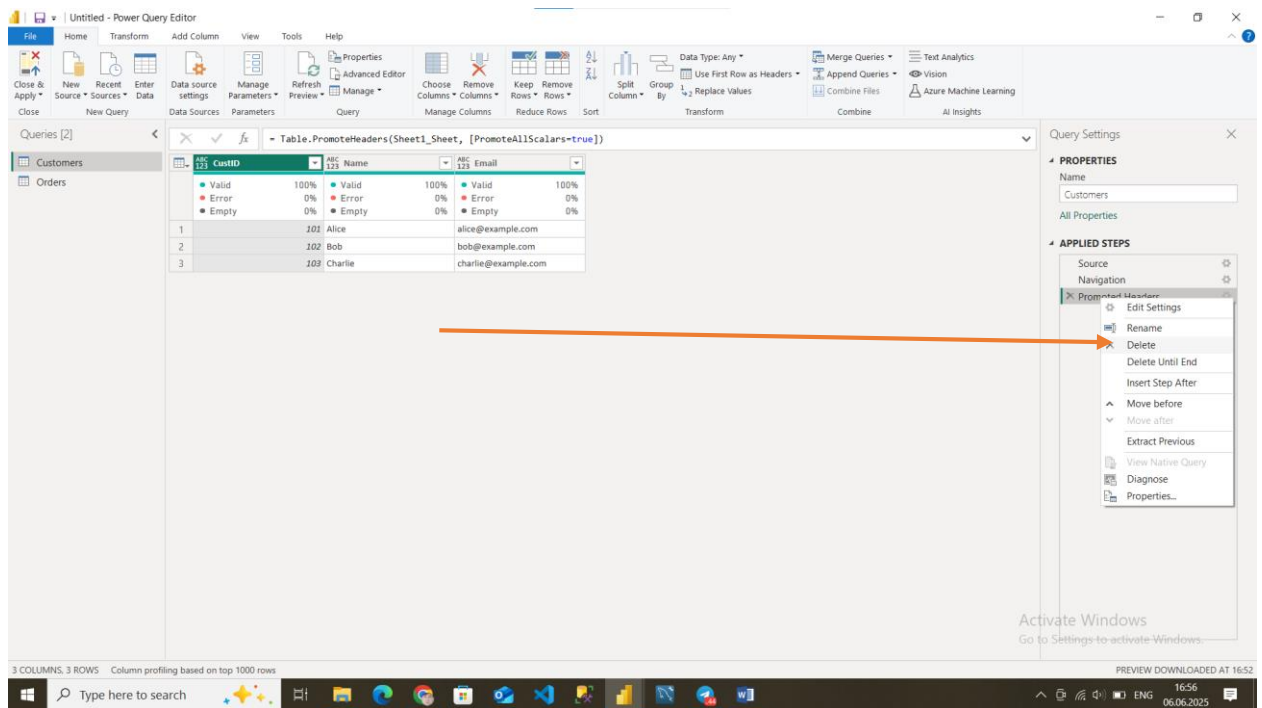 Untitled - Power Query Editor
File Home Transform Add Column View Tools Help
Close & Apply
New Source
Recent Sources
Enter Data
Data source settings
Manage Parameters
Refresh Preview
Properties
Advanced Editor
Manage
Choose Columns
Remove Columns
Keep Rows
Remove Rows
Split Column
Group By
Data Type: Any
Use First Row as Headers
Replace Values
Merge Queries
Append Queries
Combine Files
Text Analytics
Vision
Azure Machine Learning
Close New Query Data Sources Parameters Query Manage Columns Reduce Rows Sort Transform Combine AI Insights
Queries [2]
Customers
Orders
= Table.PromoteHeaders(Sheet1_Sheet, [PromoteAllScalars=true])
ABC 123 CustID ABC 123 Name ABC 123 Email
Valid 100% Valid 100% Valid 100%
Error 0% Error 0% Error 0%
Empty 0% Empty 0% Empty 0%
1 101 Alice alice@example.com
2 102 Bob bob@example.com
3 103 Charlie charlie@example.com
Query Settings
PROPERTIES
Name
Customers
All Properties
APPLIED STEPS
Source
Navigation
Promoted Headers
Edit Settings
Rename
Delete
Delete Until End
Insert Step After
Move before
Move after
Extract Previous
View Native Query
Diagnose
Properties...
Activate Windows
Go to Settings to activate Windows.
3 COLUMNS, 3 ROWS Column profiling based on top 1000 rows
PREVIEW DOWNLOADED AT 16:52
Type here to search
ENG
16:56
06.06.2025